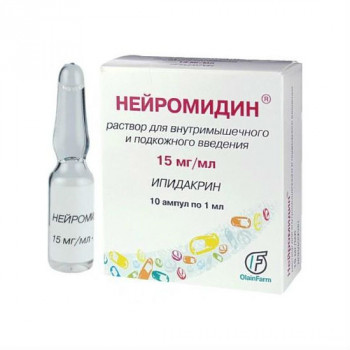 НЕЙРОМИДИН®
раствор для внутримышечного
и подкожного введения
15 мг/мл
ИПИДАКРИН
10 ампул по 1 мл
OlainFarm
НЕЙРОМИДИН®
НЕЙРОМИДИ
15 мг/мл